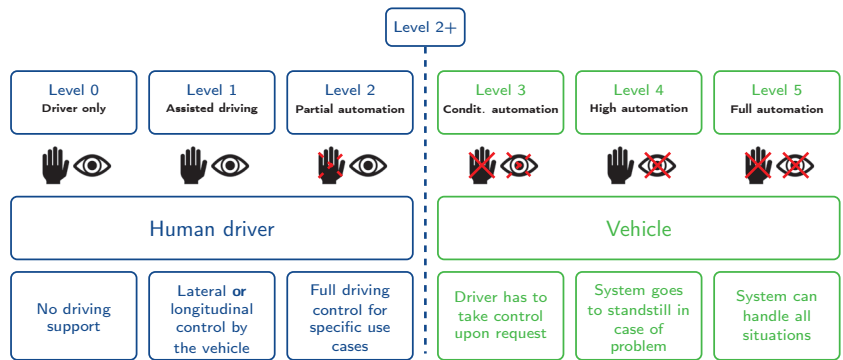 Level 2+
Level 0
Driver only
Level 1
Assisted driving
Level 2
Partial automation
Level 3
Condit. automation
Level 4
High automation
Level 5
Full automation
Human driver
Vehicle
No driving
support
Lateral or
longitudinal
control by
the vehicle
Full driving
control for
specific use
cases
Driver has to
take control
upon request
System goes
to standstill in
case of
problem
System can
handle all
situations